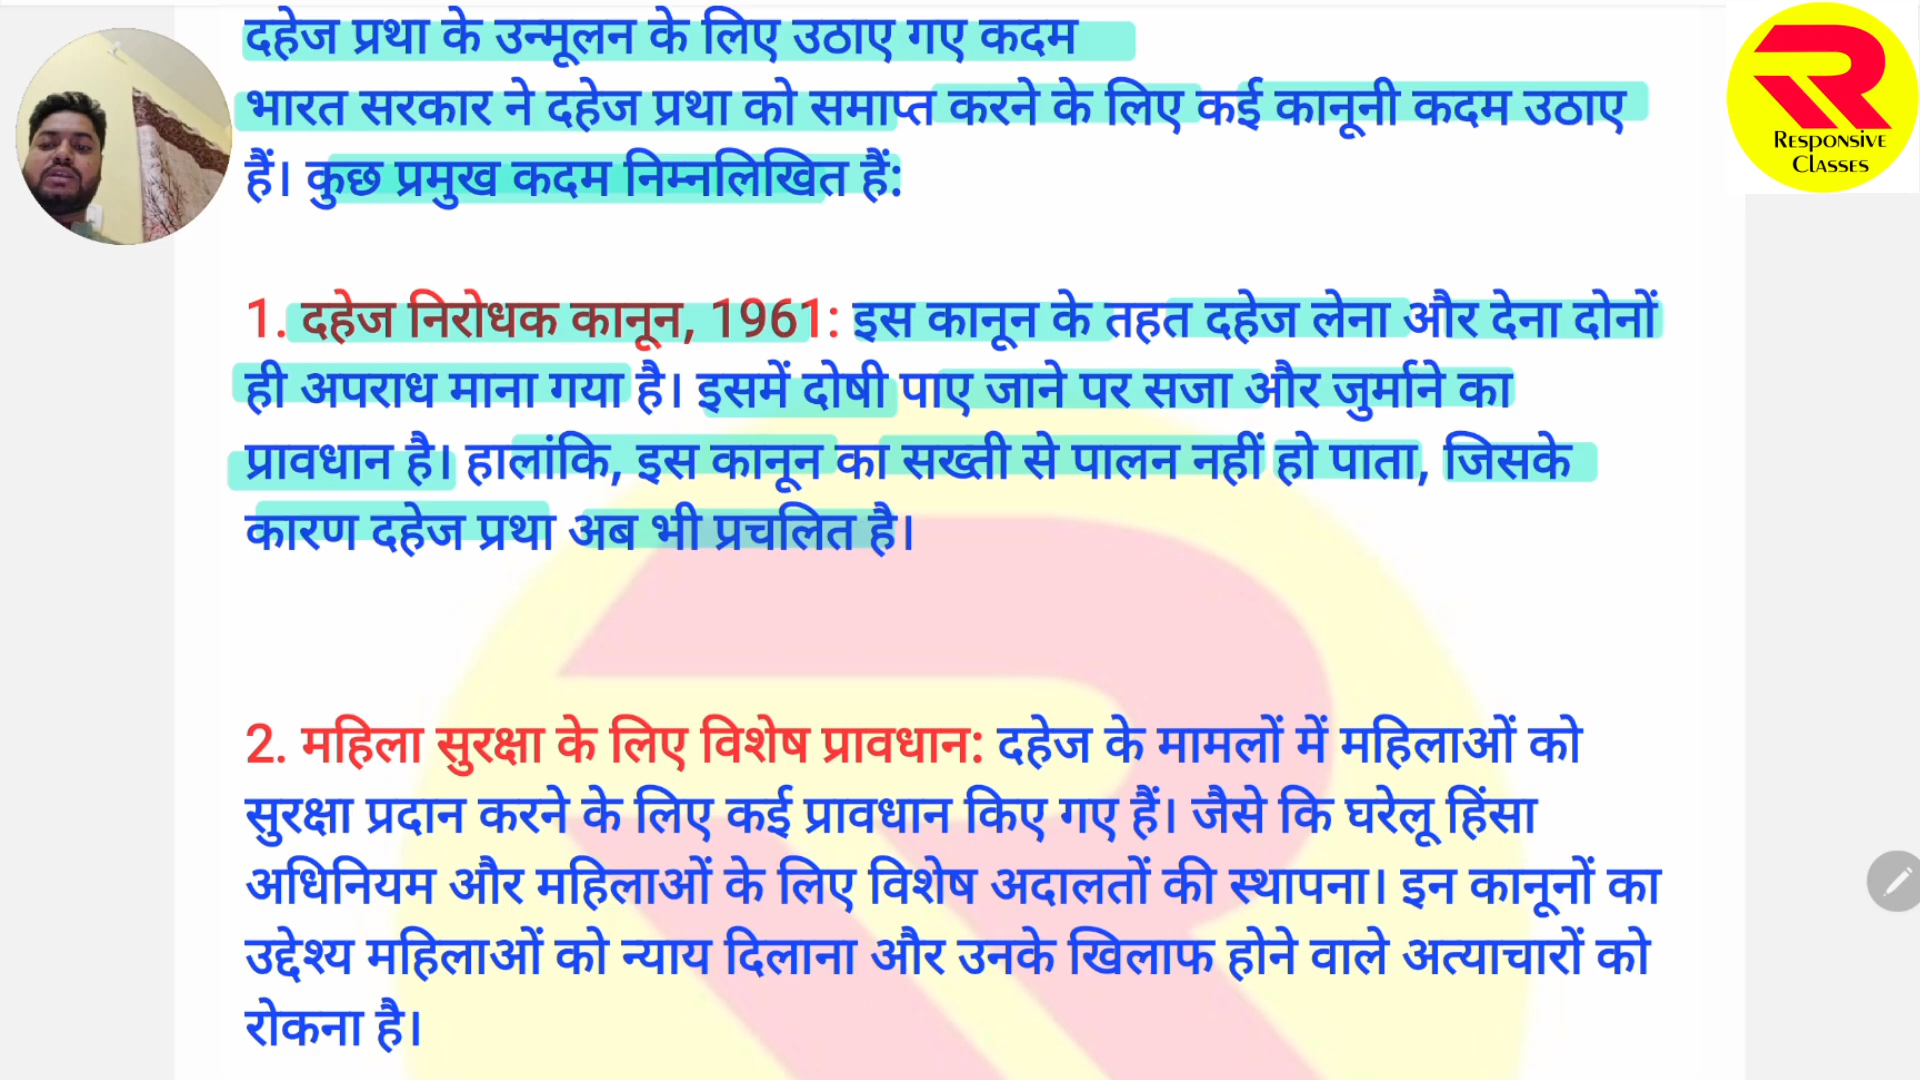 दहेज प्रथा के उन्मूलन के लिए उठाए गए कदम
भारत सरकार ने दहेज प्रथा को समाप्त करने के लिए कई कानूनी कदम उठाए
हैं। कुछ प्रमुख कदम निम्नलिखित हैं:
RESPONSIVE
CLASSES
1. दहेज निरोधक कानून, 1961: इस कानून के तहत दहेज लेना और देना दोनों
ही अपराध माना गया है। इसमें दोषी पाए जाने पर सजा और जुर्माने का
प्रावधान है। हालांकि, इस कानून का सख्ती से पालन नहीं हो पाता, जिसके
कारण दहेज प्रथा अब भी प्रचलित है।
2. महिला सुरक्षा के लिए विशेष प्रावधान: दहेज के मामलों में महिलाओं को
सुरक्षा प्रदान करने के लिए कई प्रावधान किए गए हैं। जैसे कि घरेलू हिंसा
अधिनियम और महिलाओं के लिए विशेष अदालतों की स्थापना। इन कानूनों का
उद्देश्य महिलाओं को न्याय दिलाना और उनके खिलाफ होने वाले अत्याचारों को
रोकना है।